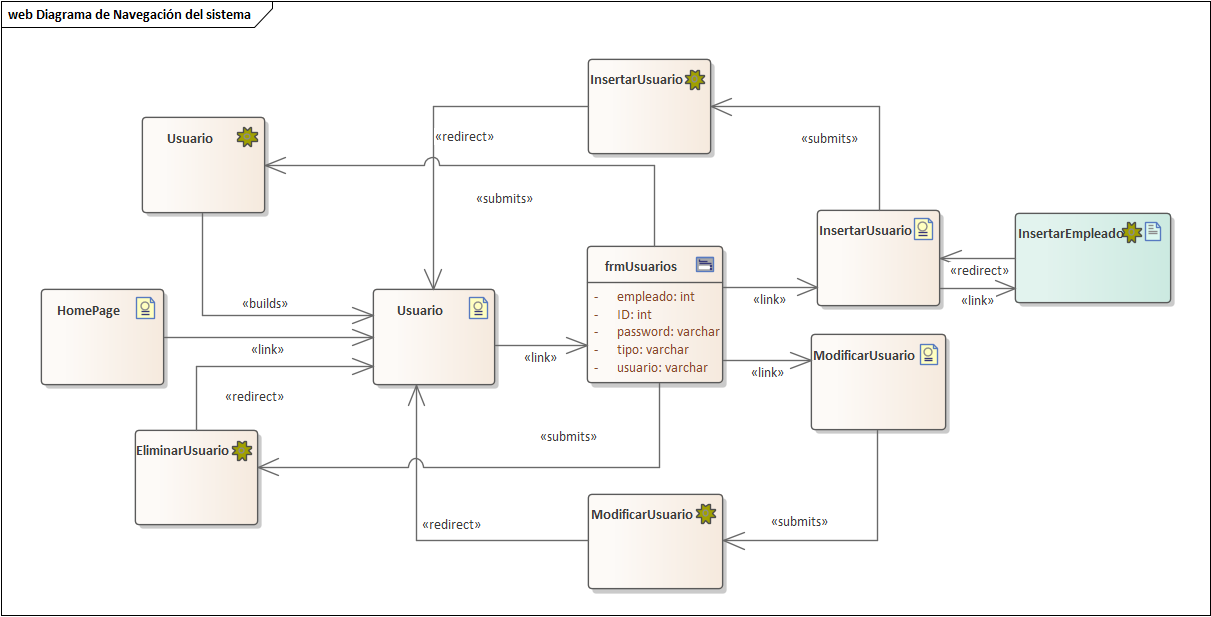 web Diagrama de Navegación del sistema
InsertarUsuario
«redirect»
«submits»
Usuario
«submits»
InsertarUsuario
InsertarEmpleado
frmUsuarios
«redirect»
«builds»
HomePage
Usuario
- empleado: int
- ID: int
- password: varchar
- tipo: varchar
- usuario: varchar
«link»
«link»
«link»
«link»
ModificarUsuario
«link»
«redirect»
«submits»
EliminarUsuario
«redirect»
ModificarUsuario
«submits»